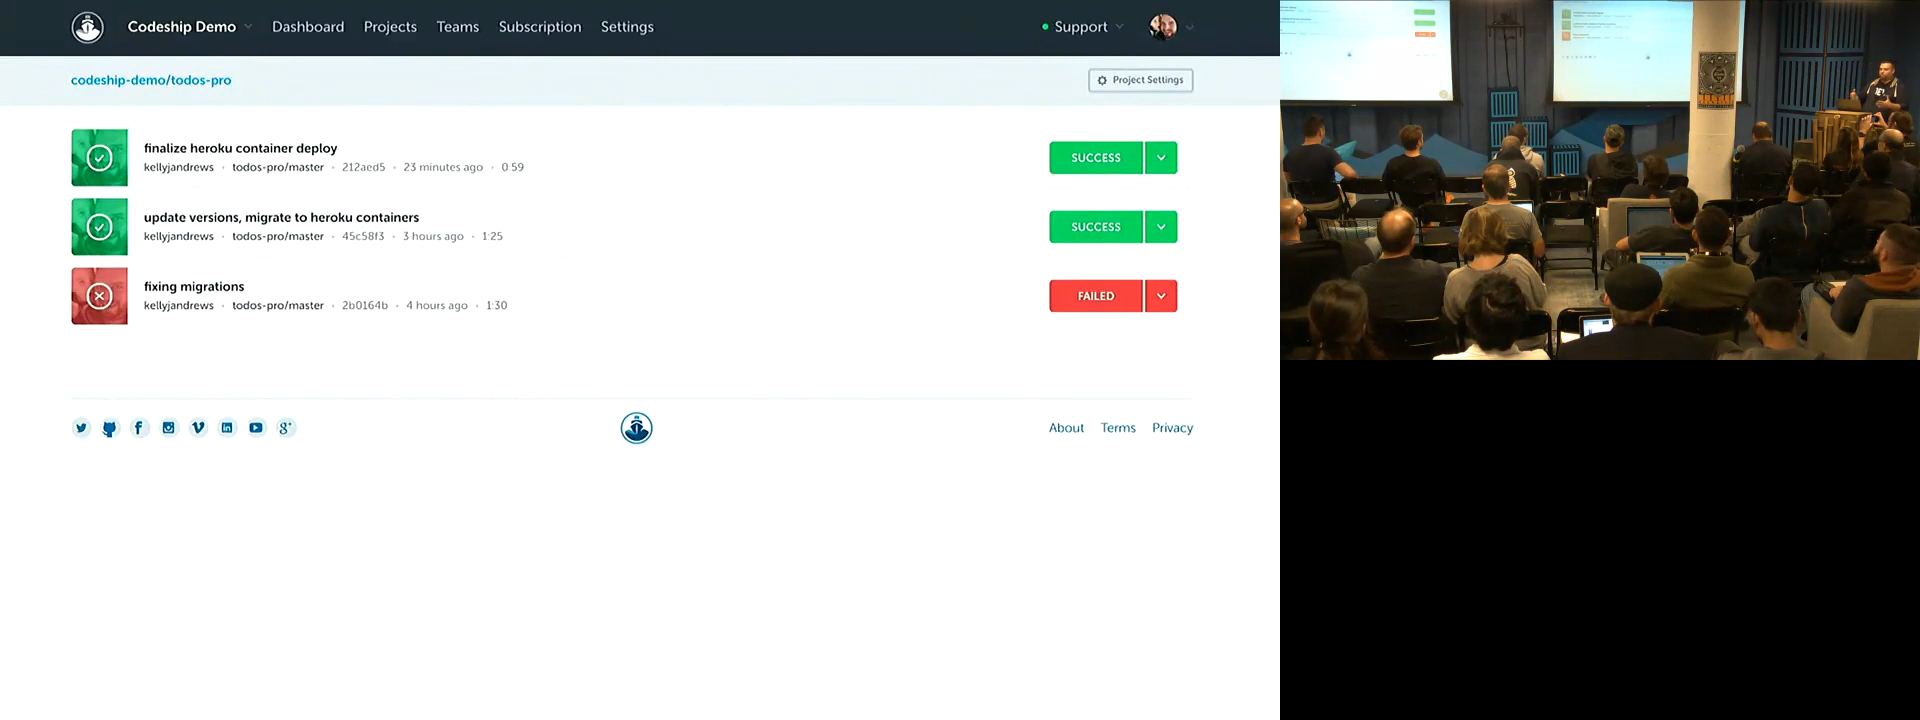 Codeship Demo Dashboard Projects Teams Subscription Settings Support
codeship-demo/todos-pro Project Settings
finalize heroku container deploy
kellyjandrews · todos-pro/master · 212aed5 · 23 minutes ago · 0:59
SUCCESS
update versions, migrate to heroku containers
kellyjandrews · todos-pro/master · 45c58f3 · 3 hours ago · 1:25
SUCCESS
fixing migrations
kellyjandrews · todos-pro/master · 2b0164b · 4 hours ago · 1:30
FAILED
About Terms Privacy